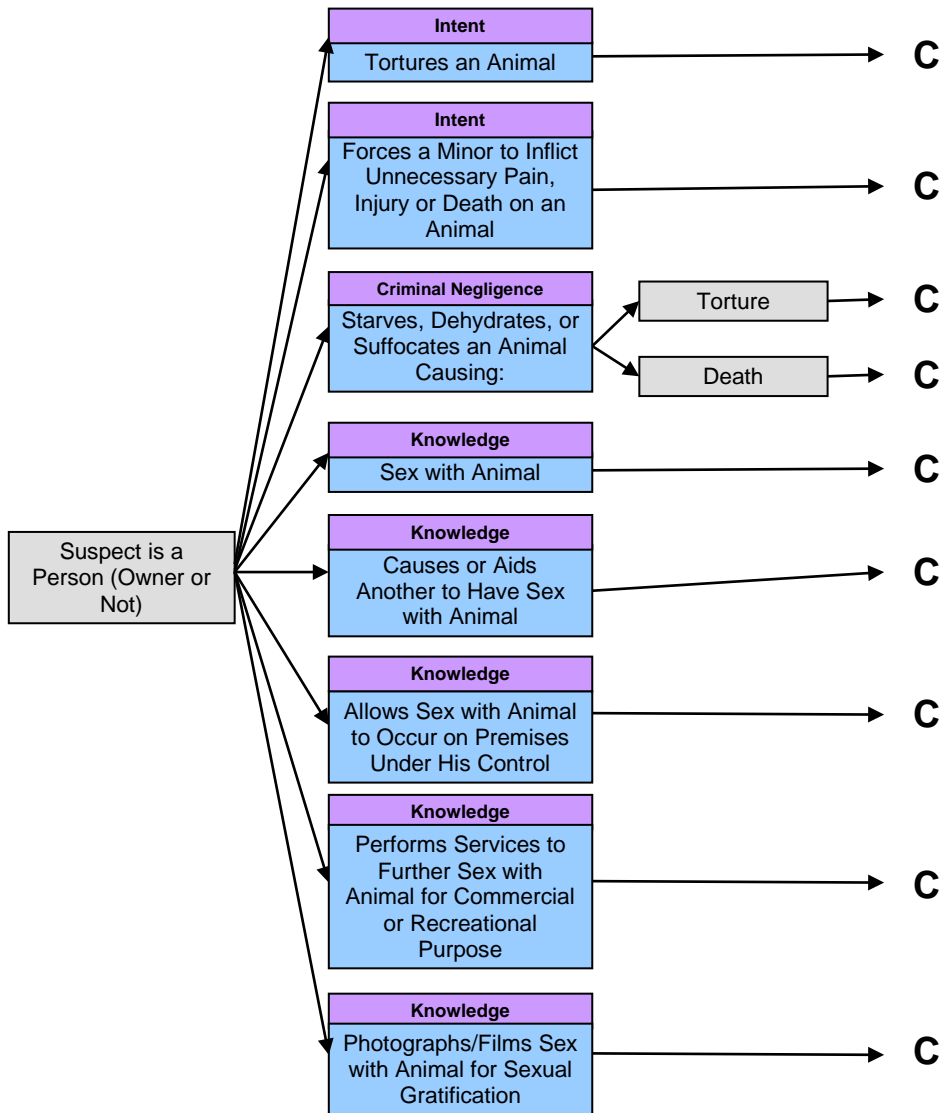 Intent
Tortures an Animal
C
Intent
Forces a Minor to Inflict
Unnecessary Pain,
Injury or Death on an
Animal
C
Criminal Negligence
Starves, Dehydrates, or
Suffocates an Animal
Causing:
Torture
C
Death
C
Knowledge
Sex with Animal
C
Suspect is a
Person (Owner or
Not)
Knowledge
Causes or Aids
Another to Have Sex
with Animal
C
Knowledge
Allows Sex with Animal
to Occur on Premises
Under His Control
C
Knowledge
Performs Services to
Further Sex with
Animal for Commercial
or Recreational
Purpose
C
Knowledge
Photographs/Films Sex
with Animal for Sexual
Gratification
C